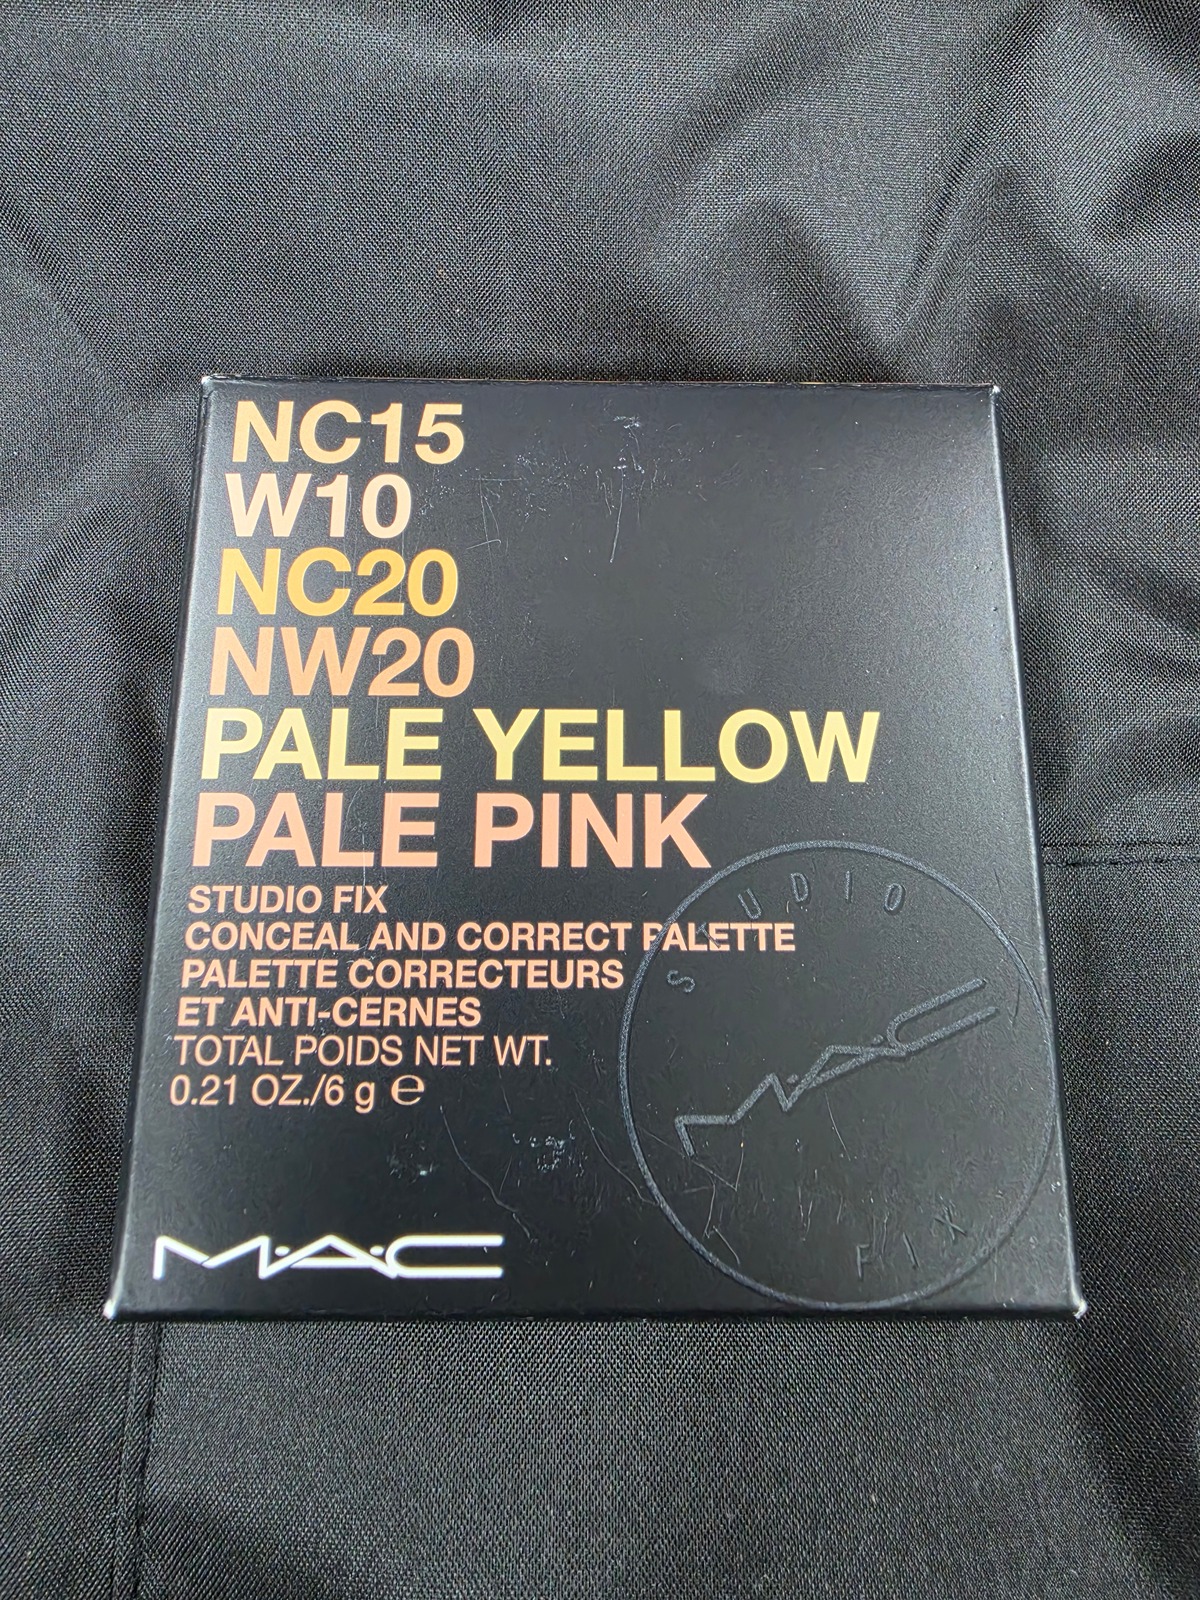 NC15
W10
NC20
NW20
PALE YELLOW
PALE PINK
STUDIO FIX
CONCEAL AND CORRECT PALETTE
PALETTE CORRECTEURS
ET ANTI-CERNES
TOTAL POIDS NET WT.
0.21 OZ./6 g ℮
STUDIO
M·A·C
FIX
M·A·C